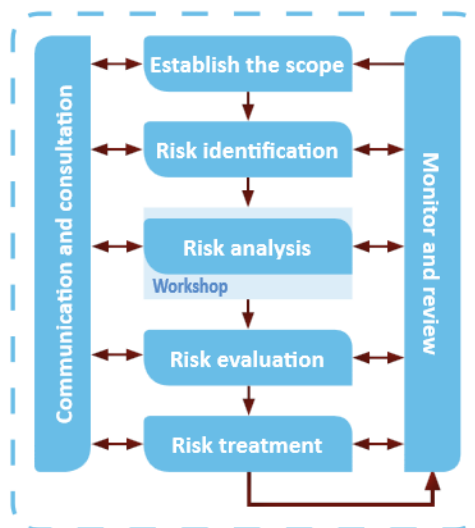 Communication and consultation
Establish the scope
Risk identification
Risk analysis
Workshop
Risk evaluation
Risk treatment
Monitor and review